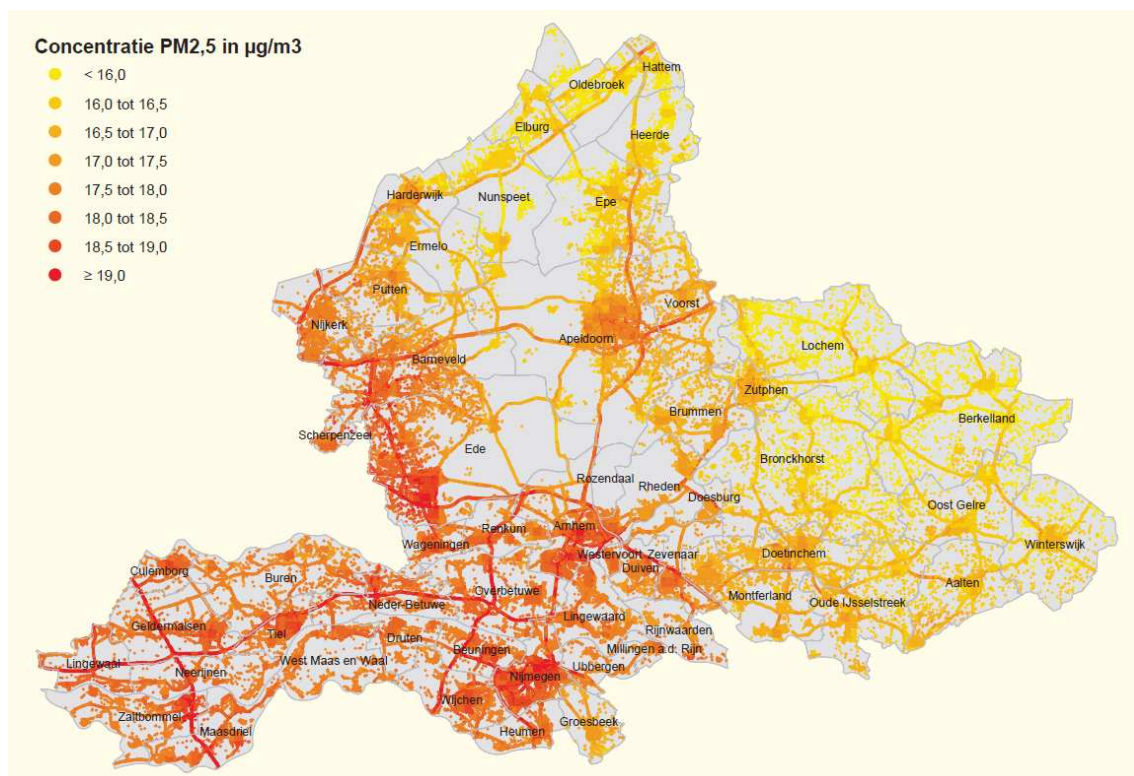 Concentratie PM2,5 in µg/m3
< 16,0
16,0 tot 16,5
16,5 tot 17,0
17,0 tot 17,5
17,5 tot 18,0
18,0 tot 18,5
18,5 tot 19,0
≥ 19,0
Hattem
Oldebroek
Elburg
Heerde
Harderwijk
Nunspeet
Epe
Ermelo
Putten
Voorst
Nijkerk
Apeldoorn
Lochem
Barneveld
Zutphen
Brummen
Berkelland
Scherpenzeel
Ede
Bronckhorst
Rozendaal
Rheden
Doesburg
Oost Gelre
Renkum
Arnhem
Wageningen
Winterswijk
Westervoort
Zevenaar
Doetinchem
Duiven
Culemborg
Buren
Aalten
Overbetuwe
Montferland
Neder-Betuwe
Oude IJsselstreek
Lingewaard
Geldermalsen
Tiel
Druten
Rijnwaarden
Beuningen
Millingen a.d. Rijn
Lingewaal
West Maas en Waal
Ubbergen
Neerijnen
Nijmegen
Wijchen
Zaltbommel
Groesbeek
Maasdriel
Heumen